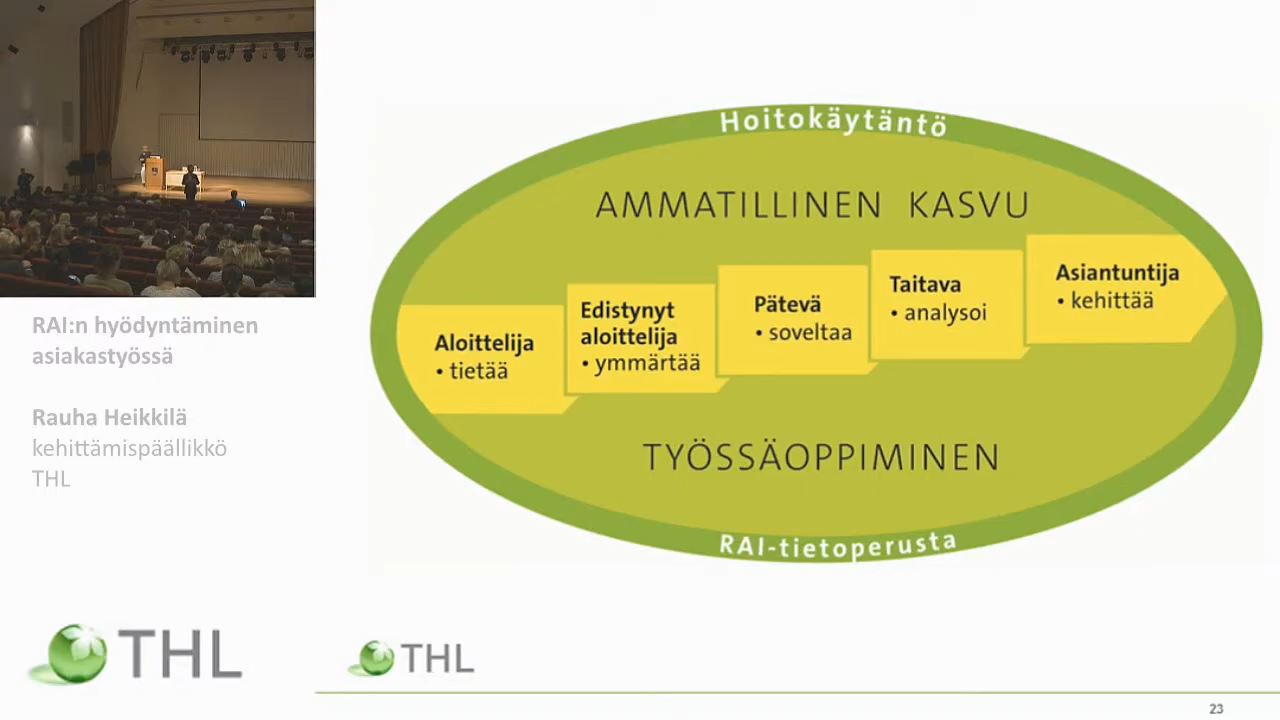 RAI:n hyödyntäminen
asiakastyössä
Rauha Heikkilä
kehittämispäällikkö
THL
THL
Hoitokäytäntö
AMMATILLINEN KASVU
Aloittelija
• tietää
Edistynyt
aloittelija
• ymmärtää
Pätevä
• soveltaa
Taitava
• analysoi
Asiantuntija
• kehittää
TYÖSSÄOPPIMINEN
RAI-tietoperusta
THL
23